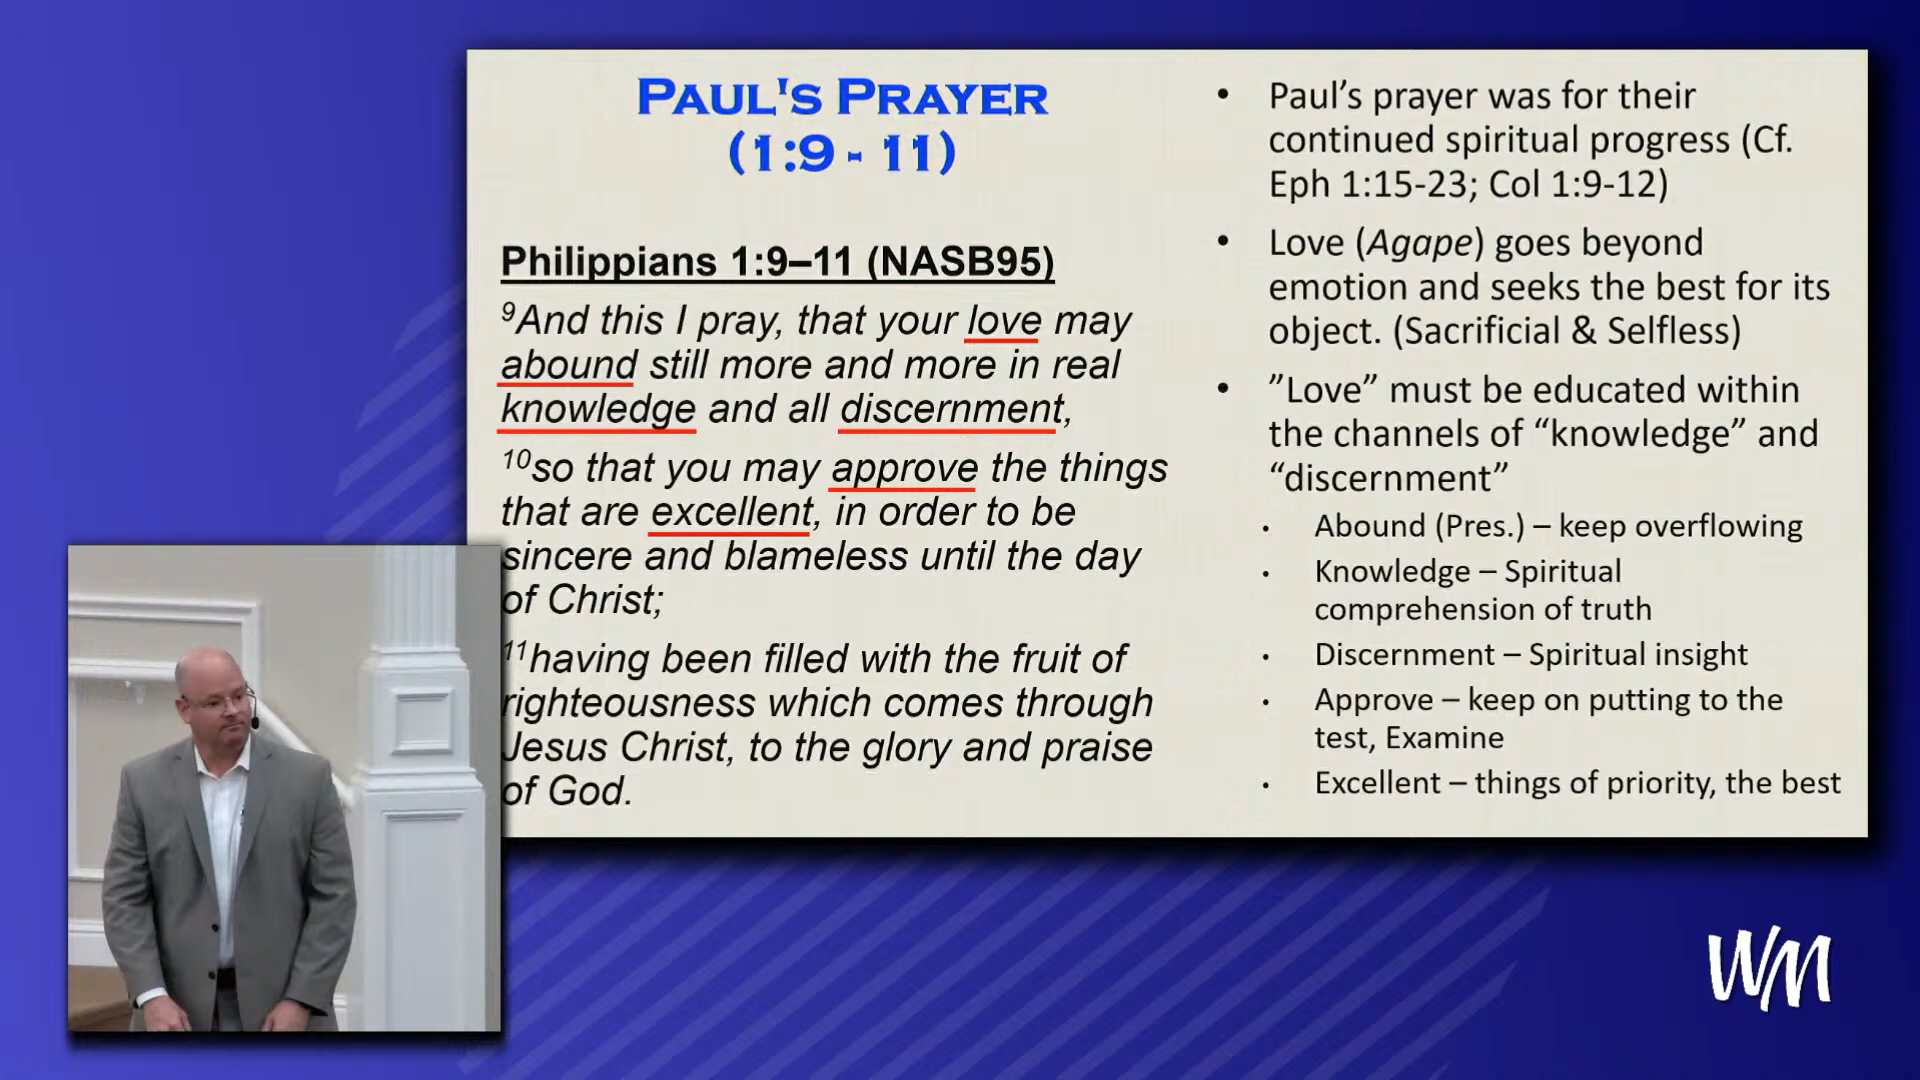 PAUL'S PRAYER
(1:9 - 11)
Philippians 1:9–11 (NASB95)
9And this I pray, that your love may
abound still more and more in real
knowledge and all discernment,
10so that you may approve the things
that are excellent, in order to be
sincere and blameless until the day
of Christ;
11having been filled with the fruit of
righteousness which comes through
Jesus Christ, to the glory and praise
of God.
• Paul’s prayer was for their
continued spiritual progress (Cf.
Eph 1:15-23; Col 1:9-12)
• Love (Agape) goes beyond
emotion and seeks the best for its
object. (Sacrificial & Selfless)
• ”Love” must be educated within
the channels of “knowledge” and
“discernment”
• Abound (Pres.) – keep overflowing
• Knowledge – Spiritual
comprehension of truth
• Discernment – Spiritual insight
• Approve – keep on putting to the
test, Examine
• Excellent – things of priority, the best
WM